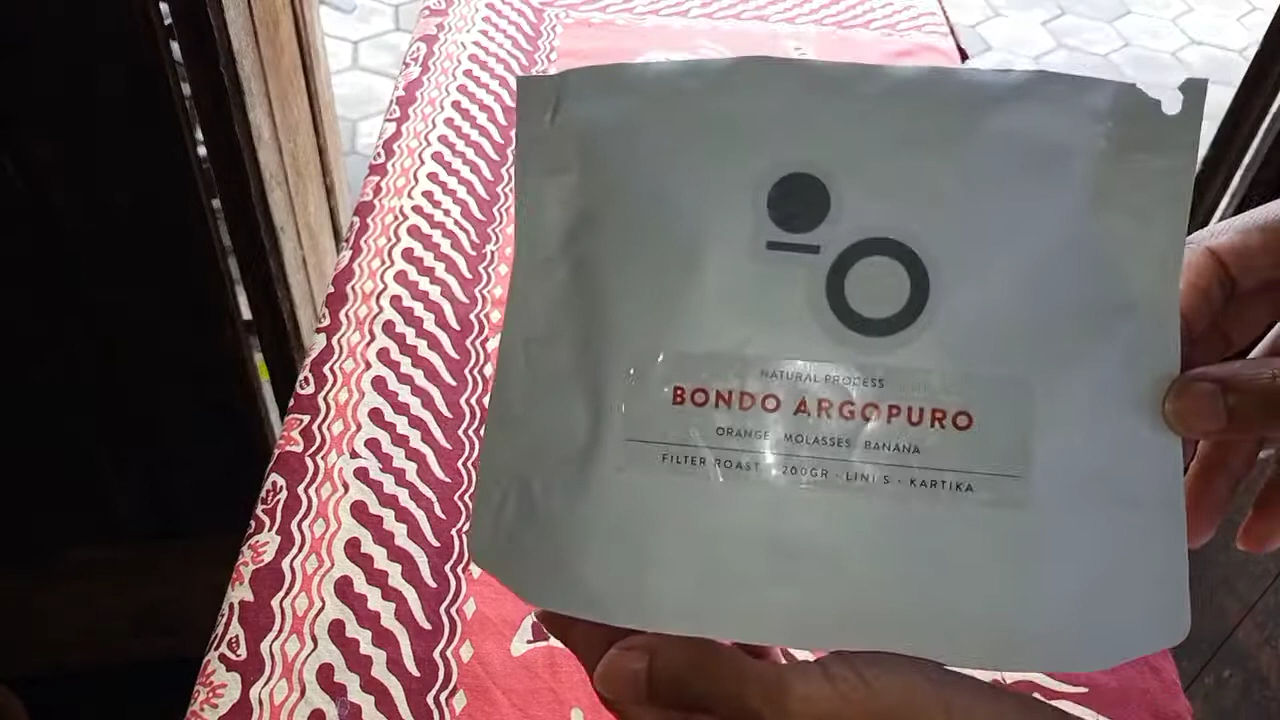 NATURAL PROCESS
BONDO ARGOPURO
ORANGE MOLASSES BANANA
FILTER ROAST · 200GR · LINI S · KARTIKA